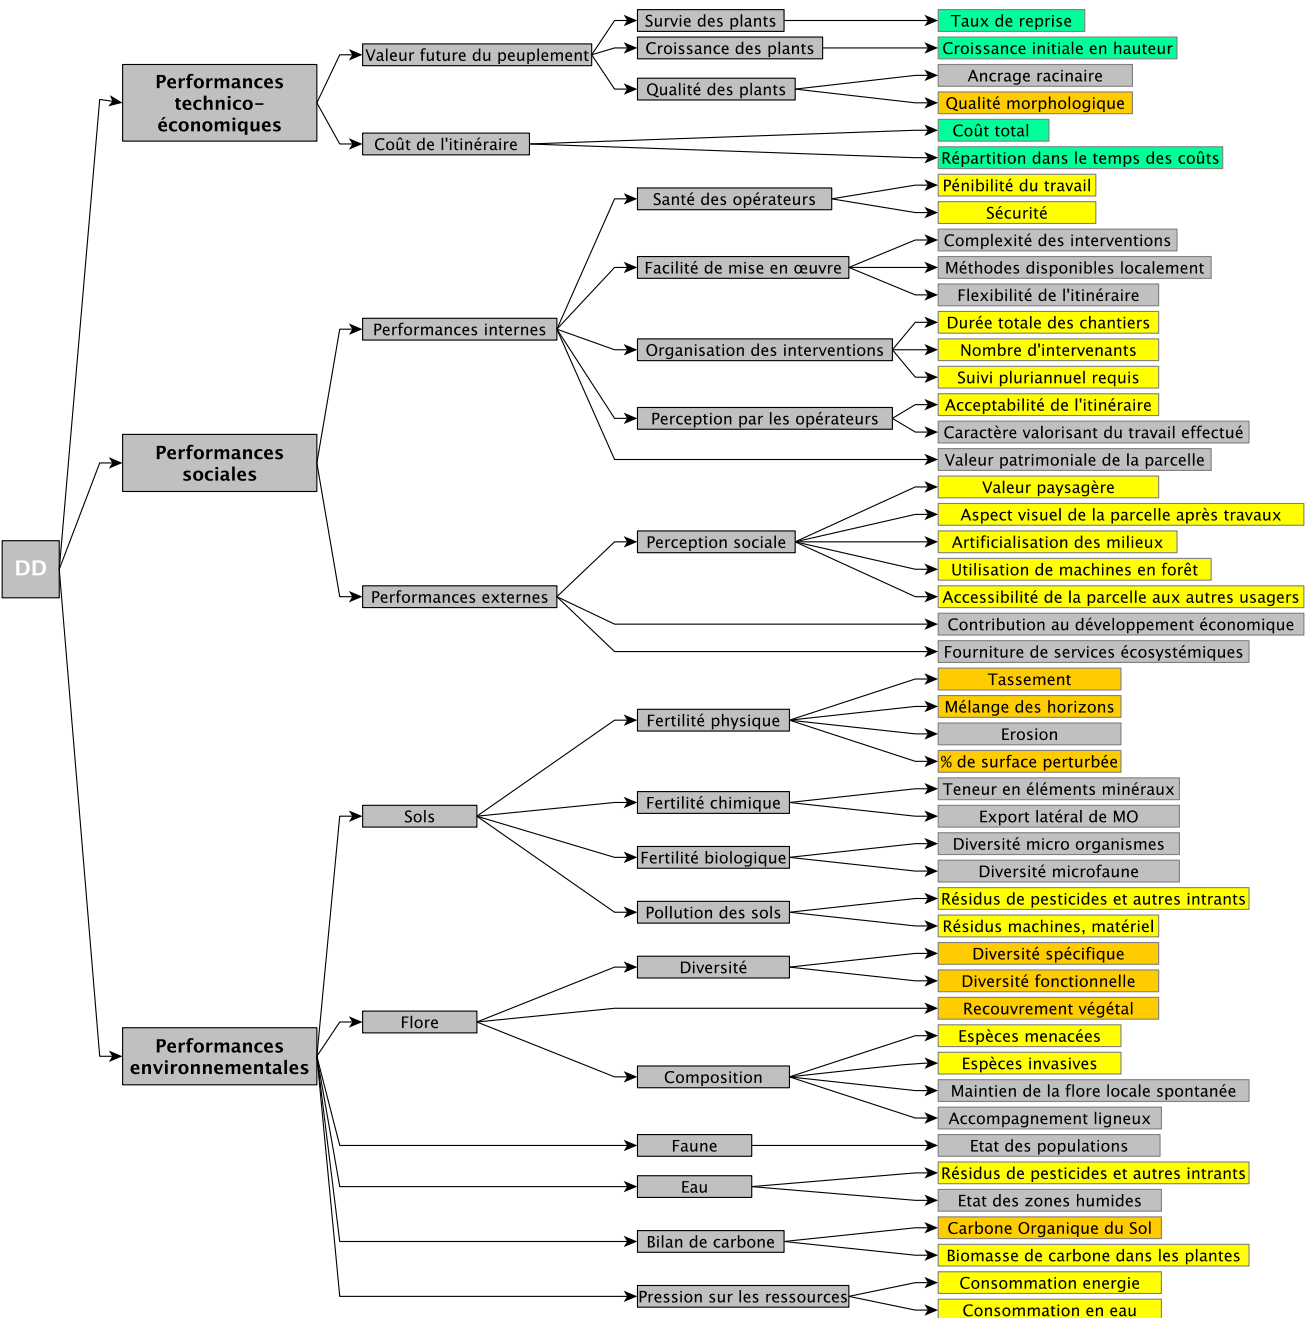 DD
Performances
technico-
économiques
Valeur future du peuplement
Survie des plants
Taux de reprise
Croissance des plants
Croissance initiale en hauteur
Qualité des plants
Ancrage racinaire
Qualité morphologique
Coût de l'itinéraire
Coût total
Répartition dans le temps des coûts
Performances
sociales
Performances internes
Santé des opérateurs
Pénibilité du travail
Sécurité
Facilité de mise en œuvre
Complexité des interventions
Méthodes disponibles localement
Flexibilité de l'itinéraire
Organisation des interventions
Durée totale des chantiers
Nombre d'intervenants
Suivi pluriannuel requis
Perception par les opérateurs
Acceptabilité de l'itinéraire
Caractère valorisant du travail effectué
Valeur patrimoniale de la parcelle
Performances externes
Perception sociale
Valeur paysagère
Aspect visuel de la parcelle après travaux
Artificialisation des milieux
Utilisation de machines en forêt
Accessibilité de la parcelle aux autres usagers
Contribution au développement économique
Fourniture de services écosystémiques
Performances
environnementales
Sols
Fertilité physique
Tassement
Mélange des horizons
Erosion
% de surface perturbée
Fertilité chimique
Teneur en éléments minéraux
Export latéral de MO
Fertilité biologique
Diversité micro organismes
Diversité microfaune
Pollution des sols
Résidus de pesticides et autres intrants
Résidus machines, matériel
Flore
Diversité
Diversité spécifique
Diversité fonctionnelle
Recouvrement végétal
Composition
Espèces menacées
Espèces invasives
Maintien de la flore locale spontanée
Accompagnement ligneux
Faune
Etat des populations
Eau
Résidus de pesticides et autres intrants
Etat des zones humides
Bilan de carbone
Carbone Organique du Sol
Biomasse de carbone dans les plantes
Pression sur les ressources
Consommation energie
Consommation en eau